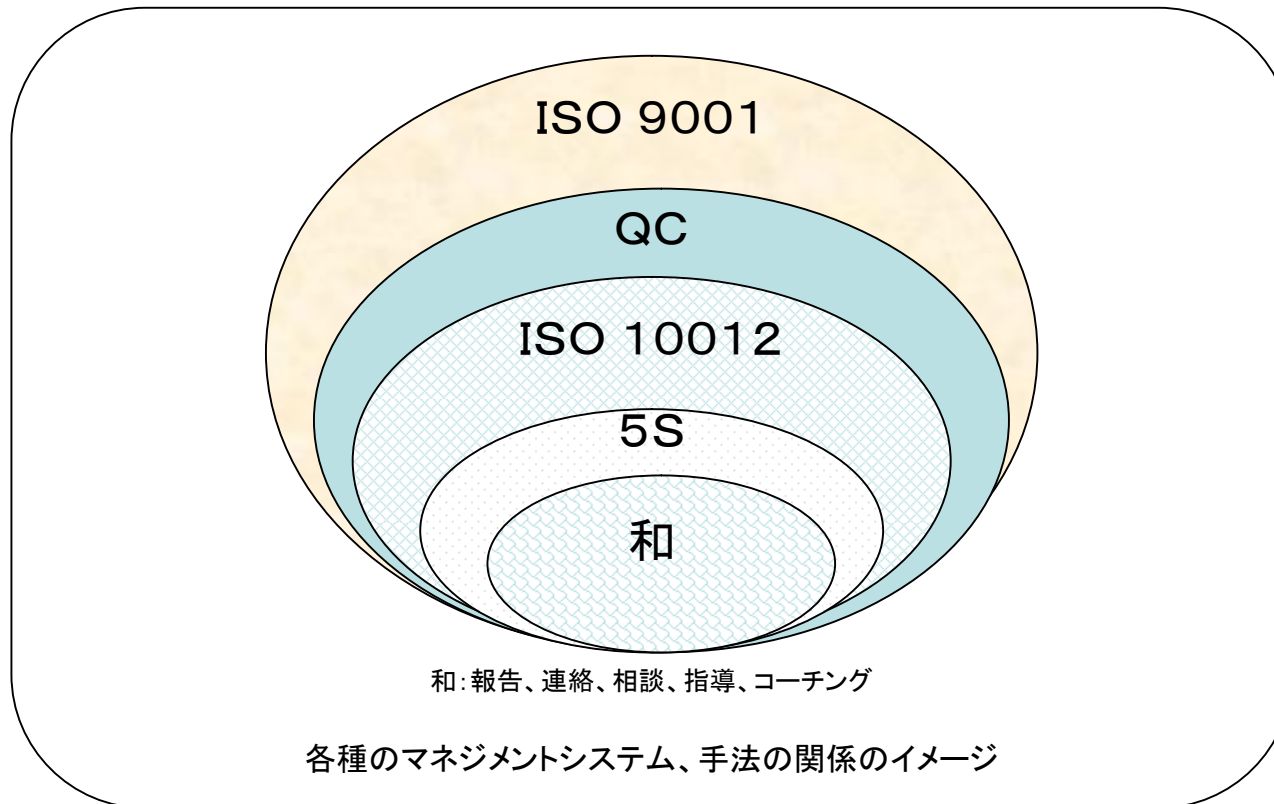 ISO 9001
QC
ISO 10012
5S
和
和：報告、連絡、相談、指導、コーチング
各種のマネジメントシステム、手法の関係のイメージ